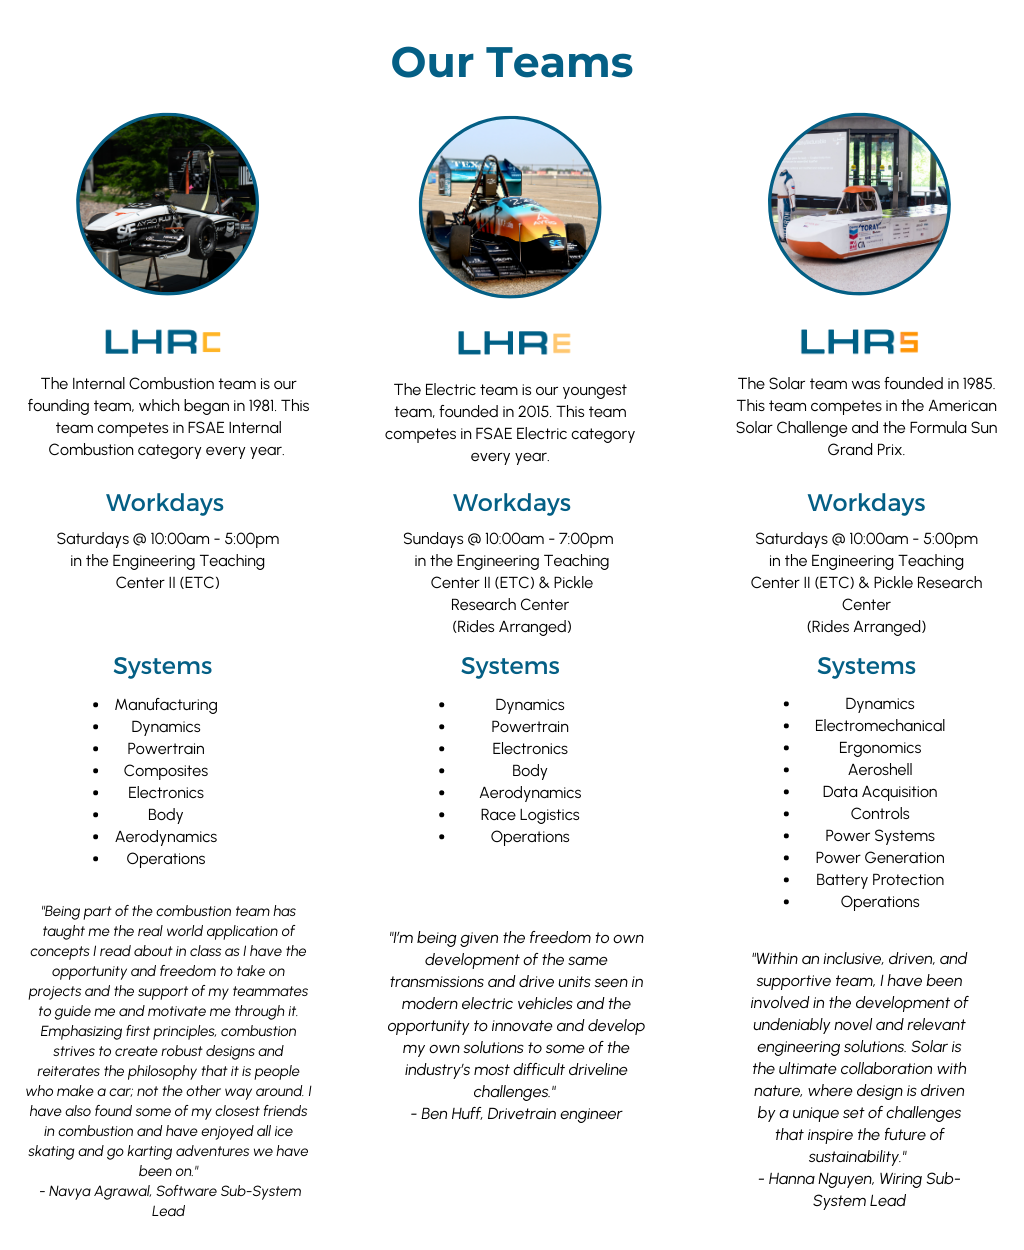 Our Teams
LHRC
The Internal Combustion team is our
founding team, which began in 1981. This
team competes in FSAE Internal
Combustion category every year.
Workdays
Saturdays @ 10:00am - 5:00pm
in the Engineering Teaching
Center II (ETC)
Systems
• Manufacturing
• Dynamics
• Powertrain
• Composites
• Electronics
• Body
• Aerodynamics
• Operations
"Being part of the combustion team has
taught me the real world application of
concepts I read about in class as I have the
opportunity and freedom to take on
projects and the support of my teammates
to guide me and motivate me through it.
Emphasizing first principles, combustion
strives to create robust designs and
reiterates the philosophy that it is people
who make a car; not the other way around. I
have also found some of my closest friends
in combustion and have enjoyed all ice
skating and go karting adventures we have
been on."
- Navya Agrawal, Software Sub-System
Lead
LHRE
The Electric team is our youngest
team, founded in 2015. This team
competes in FSAE Electric category
every year.
Workdays
Sundays @ 10:00am - 7:00pm
in the Engineering Teaching
Center II (ETC) & Pickle
Research Center
(Rides Arranged)
Systems
• Dynamics
• Powertrain
• Electronics
• Body
• Aerodynamics
• Race Logistics
• Operations
"I'm being given the freedom to own
development of the same
transmissions and drive units seen in
modern electric vehicles and the
opportunity to innovate and develop
my own solutions to some of the
industry's most difficult driveline
challenges."
- Ben Huff, Drivetrain engineer
TORAY
LHRS
The Solar team was founded in 1985.
This team competes in the American
Solar Challenge and the Formula Sun
Grand Prix.
Workdays
Saturdays @ 10:00am - 5:00pm
in the Engineering Teaching
Center II (ETC) & Pickle Research
Center
(Rides Arranged)
Systems
• Dynamics
• Electromechanical
• Ergonomics
• Aeroshell
• Data Acquisition
• Controls
• Power Systems
• Power Generation
• Battery Protection
• Operations
"Within an inclusive, driven, and
supportive team, I have been
involved in the development of
undeniably novel and relevant
engineering solutions. Solar is
the ultimate collaboration with
nature, where design is driven
by a unique set of challenges
that inspire the future of
sustainability."
- Hanna Nguyen, Wiring Sub-
System Lead